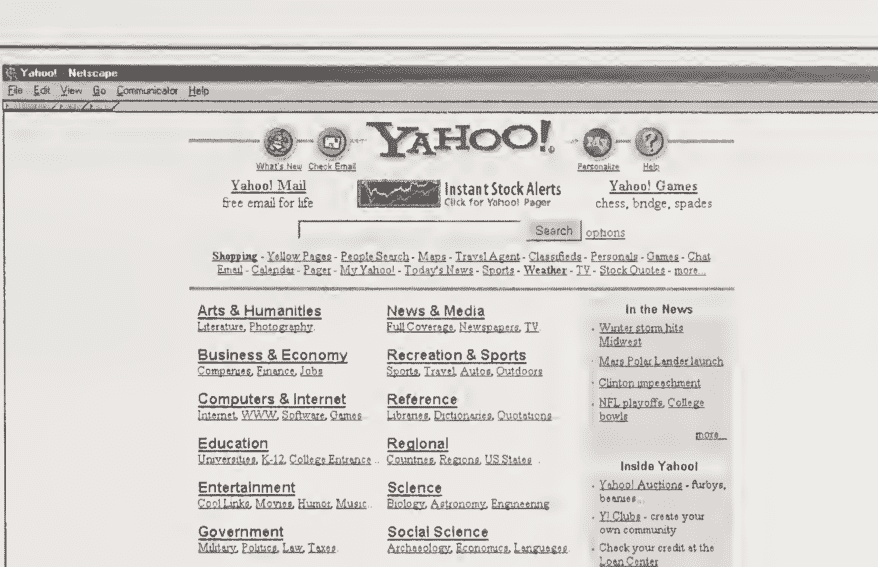 Yahoo! - Netscape
File Edit View Go Communicator Help
What's New Check Email YAHOO! My Personalize ? Help
Yahoo! Mail
free email for life
Instant Stock Alerts
Click for Yahoo! Pager
Yahoo! Games
chess, bridge, spades
Search options
Shopping - Yellow Pages - People Search - Maps - Travel Agent - Classifieds - Personals - Games - Chat
Email - Calendar - Pager - My Yahoo! - Today's News - Sports - Weather - TV - Stock Quotes - more...
Arts & Humanities
Literature, Photography...
Business & Economy
Companies, Finance, Jobs...
Computers & Internet
Internet, WWW, Software, Games...
Education
Universities, K-12, College Entrance...
Entertainment
Cool Links, Movies, Humor, Music...
Government
Military, Politics, Law, Taxes...
News & Media
Full Coverage, Newspapers, TV...
Recreation & Sports
Sports, Travel, Autos, Outdoors...
Reference
Libraries, Dictionaries, Quotations...
Regional
Countries, Regions, US States...
Science
Biology, Astronomy, Engineering...
Social Science
Archaeology, Economics, Languages...
In the News
· Winter storm hits
Midwest
· Mars Polar Lander launch
· Clinton impeachment
· NFL playoffs, College
bowls
more...
Inside Yahoo!
· Yahoo! Auctions - furbys,
beanies...
· Y! Clubs - create your
own community
· Check your credit at the
Loan Center